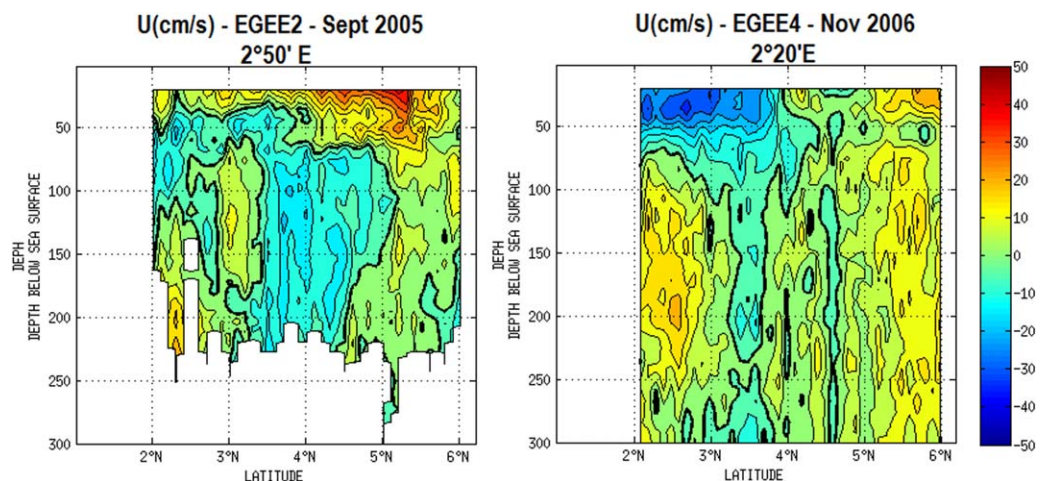 U(cm/s) - EGEE2 - Sept 2005
2°50' E
50
100
150
200
250
300
DEPTH
DEPTH BELOW SEA SURFACE
2°N
3°N
4°N
5°N
6°N
LATITUDE
U(cm/s) - EGEE4 - Nov 2006
2°20'E
50
100
150
200
250
300
DEPTH
DEPTH BELOW SEA SURFACE
2°N
3°N
4°N
5°N
6°N
LATITUDE
50
40
30
20
10
0
-10
-20
-30
-40
-50